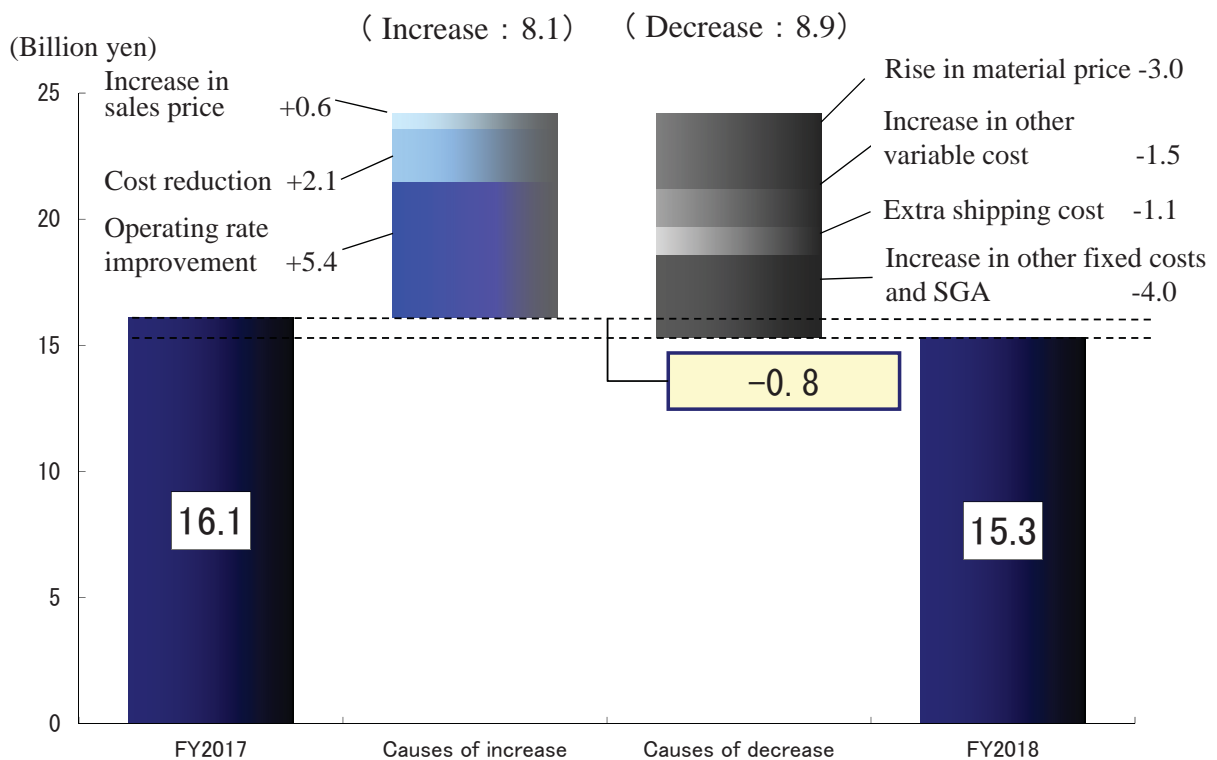 ( Increase : 8.1)  ( Decrease : 8.9)
(Billion yen)
Increase in
sales price +0.6
Cost reduction +2.1
Operating rate
improvement +5.4
Rise in material price -3.0
Increase in other
variable cost -1.5
Extra shipping cost -1.1
Increase in other fixed costs
and SGA -4.0
25
20
15
10
5
0
-0.8
16.1
15.3
FY2017 Causes of increase Causes of decrease FY2018